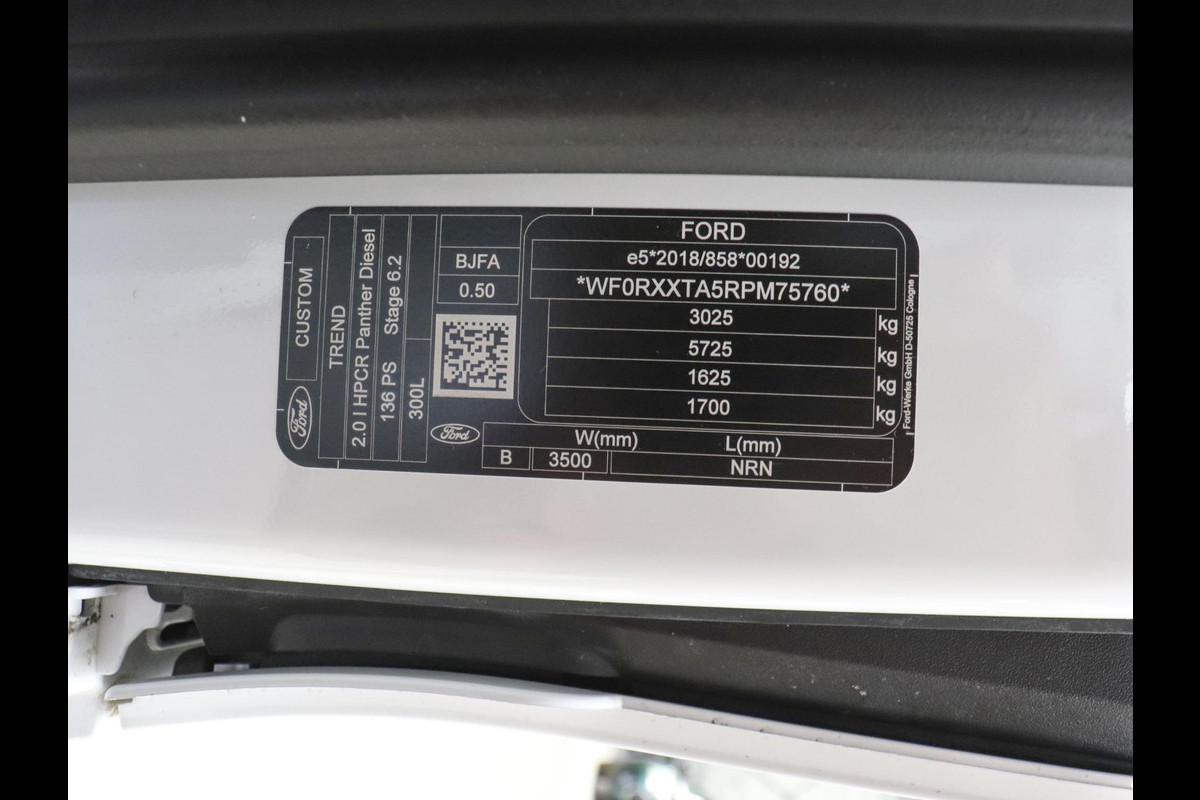 FORD
e5*2018/858*00192
*WF0RXXTA5RPM75760*
3025 kg
5725 kg
1625 kg
1700 kg
Ford-Werke GmbH D-50725 Cologne
BJFA
0.50
Ford
CUSTOM
TREND
2.0 l HPCR Panther Diesel
136 PS Stage 6.2
300L
Ford
W(mm) L(mm)
B 3500 NRN